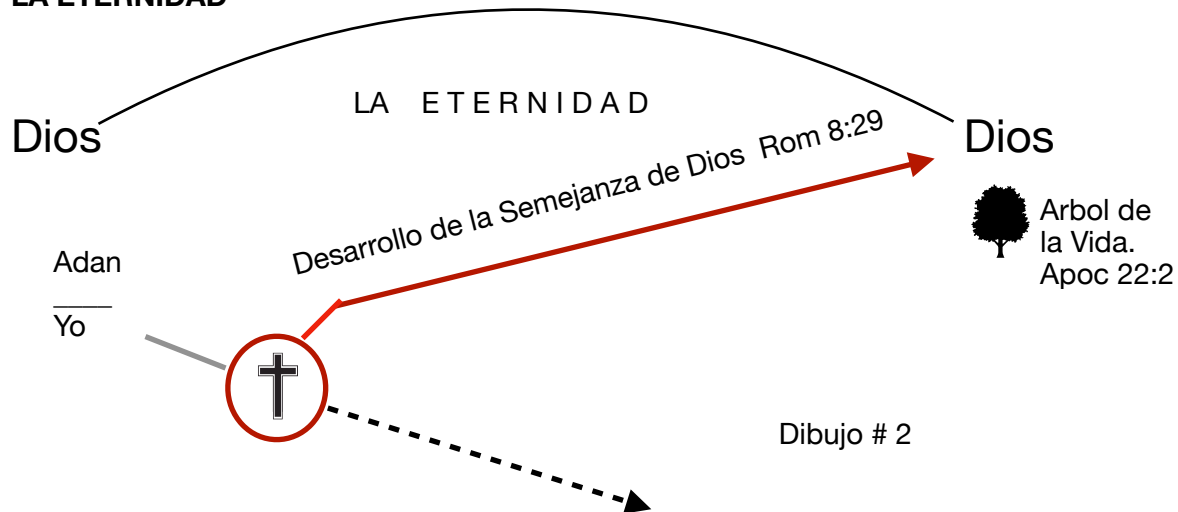 LA ETERNIDAD
LA ETERNIDAD
Dios
Dios
Desarrollo de la Semejanza de Dios Rom 8:29
Arbol de
la Vida.
Apoc 22:2
Adan
Yo
Dibujo # 2